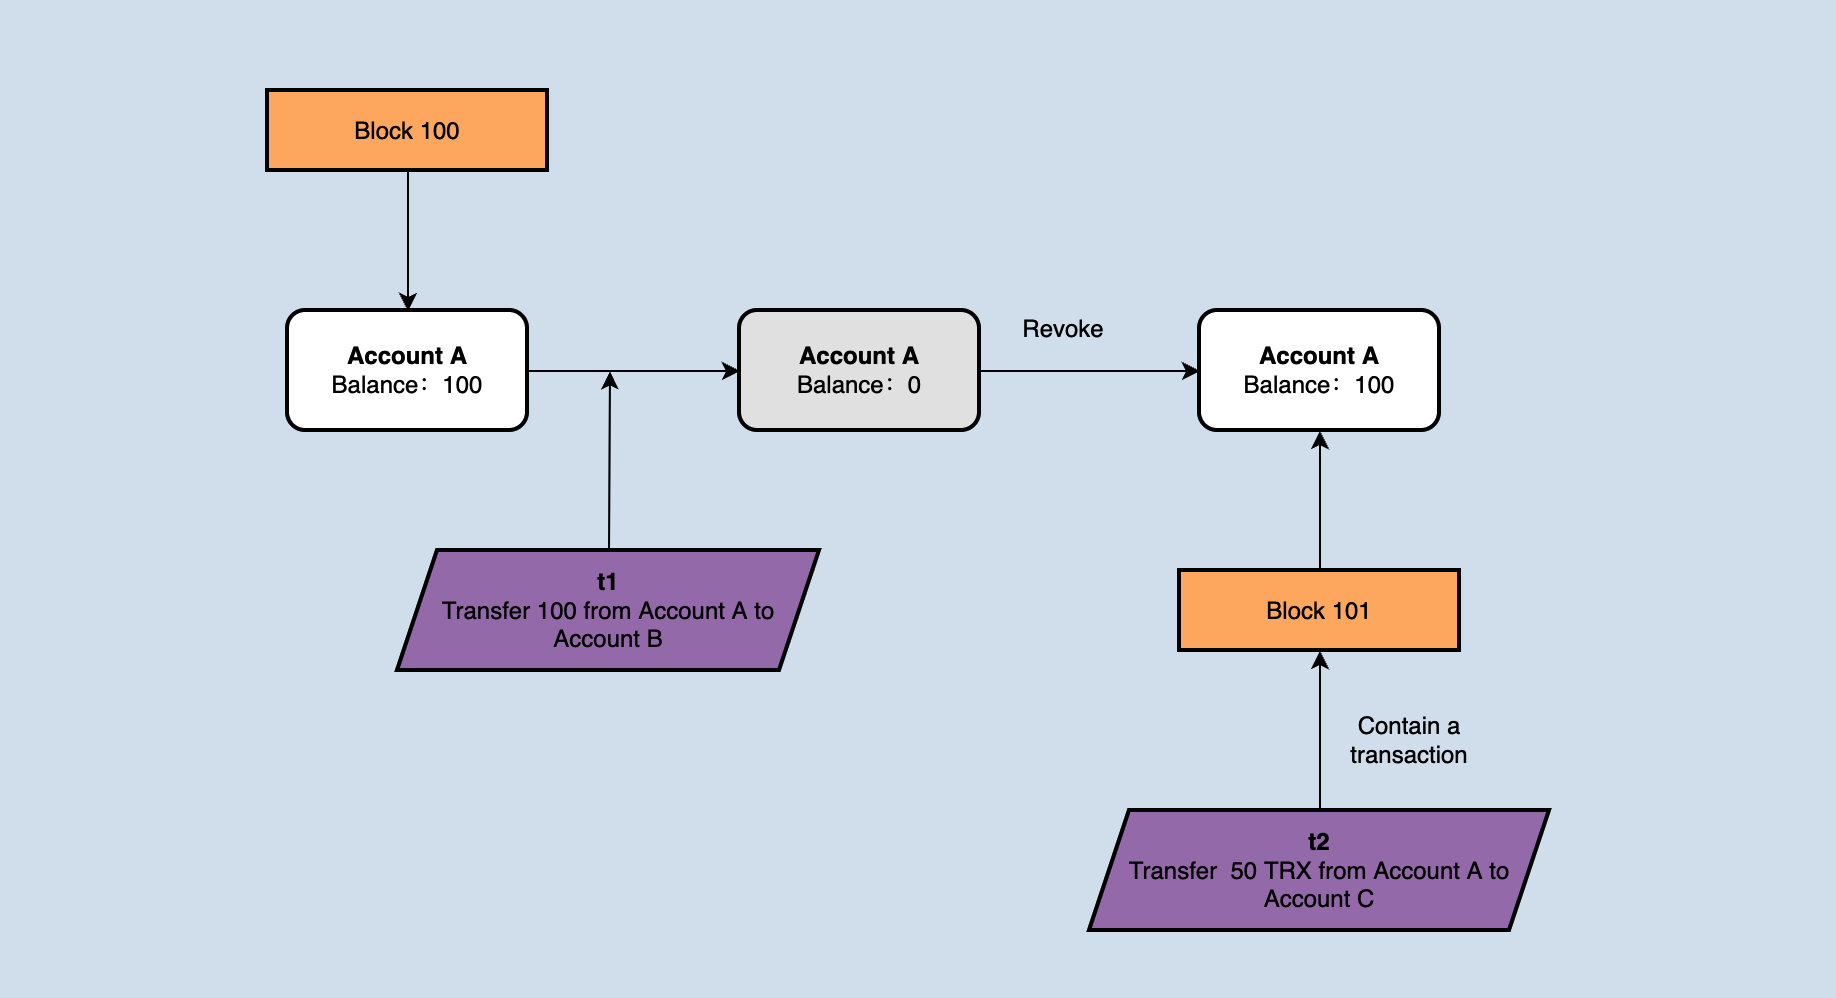 Block 100
Account A
Balance：100
Account A
Balance：0
Revoke
Account A
Balance：100
t1
Transfer 100 from Account A to
Account B
Block 101
Contain a
transaction
t2
Transfer  50 TRX from Account A to
Account C